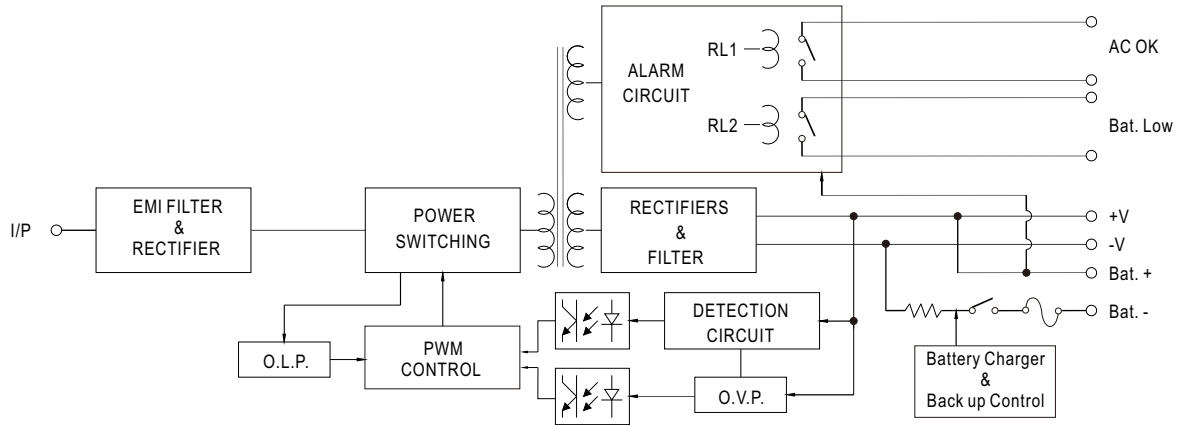 ALARM
CIRCUIT
RL1
RL2
AC OK
Bat. Low
I/P
EMI FILTER
&
RECTIFIER
POWER
SWITCHING
RECTIFIERS
&
FILTER
+V
-V
Bat. +
Bat. -
O.L.P.
PWM
CONTROL
DETECTION
CIRCUIT
O.V.P.
Battery Charger
&
Back up Control